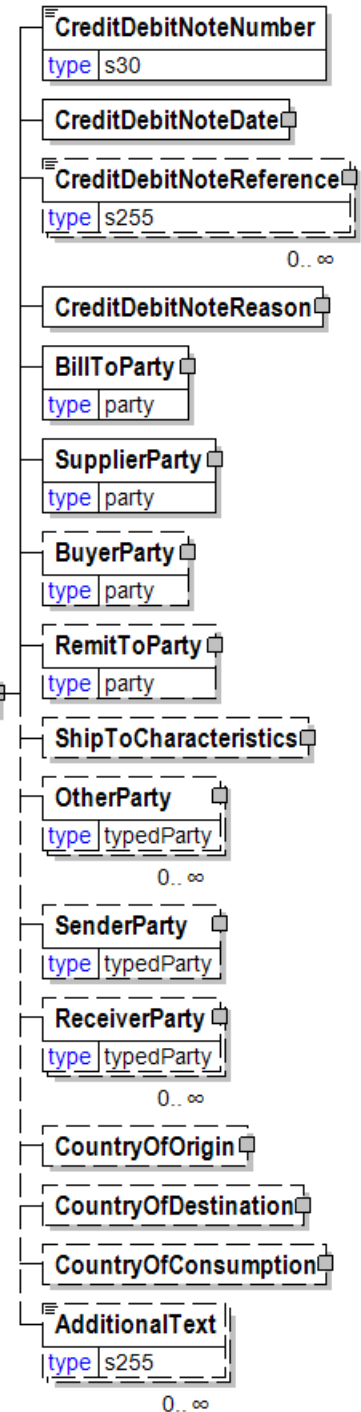 CreditDebitNoteNumber
type s30
CreditDebitNoteDate
CreditDebitNoteReference
type s255
0.. ∞
CreditDebitNoteReason
BillToParty
type party
SupplierParty
type party
BuyerParty
type party
RemitToParty
type party
ShipToCharacteristics
OtherParty
type typedParty
0.. ∞
SenderParty
type typedParty
ReceiverParty
type typedParty
0.. ∞
CountryOfOrigin
CountryOfDestination
CountryOfConsumption
AdditionalText
type s255
0.. ∞